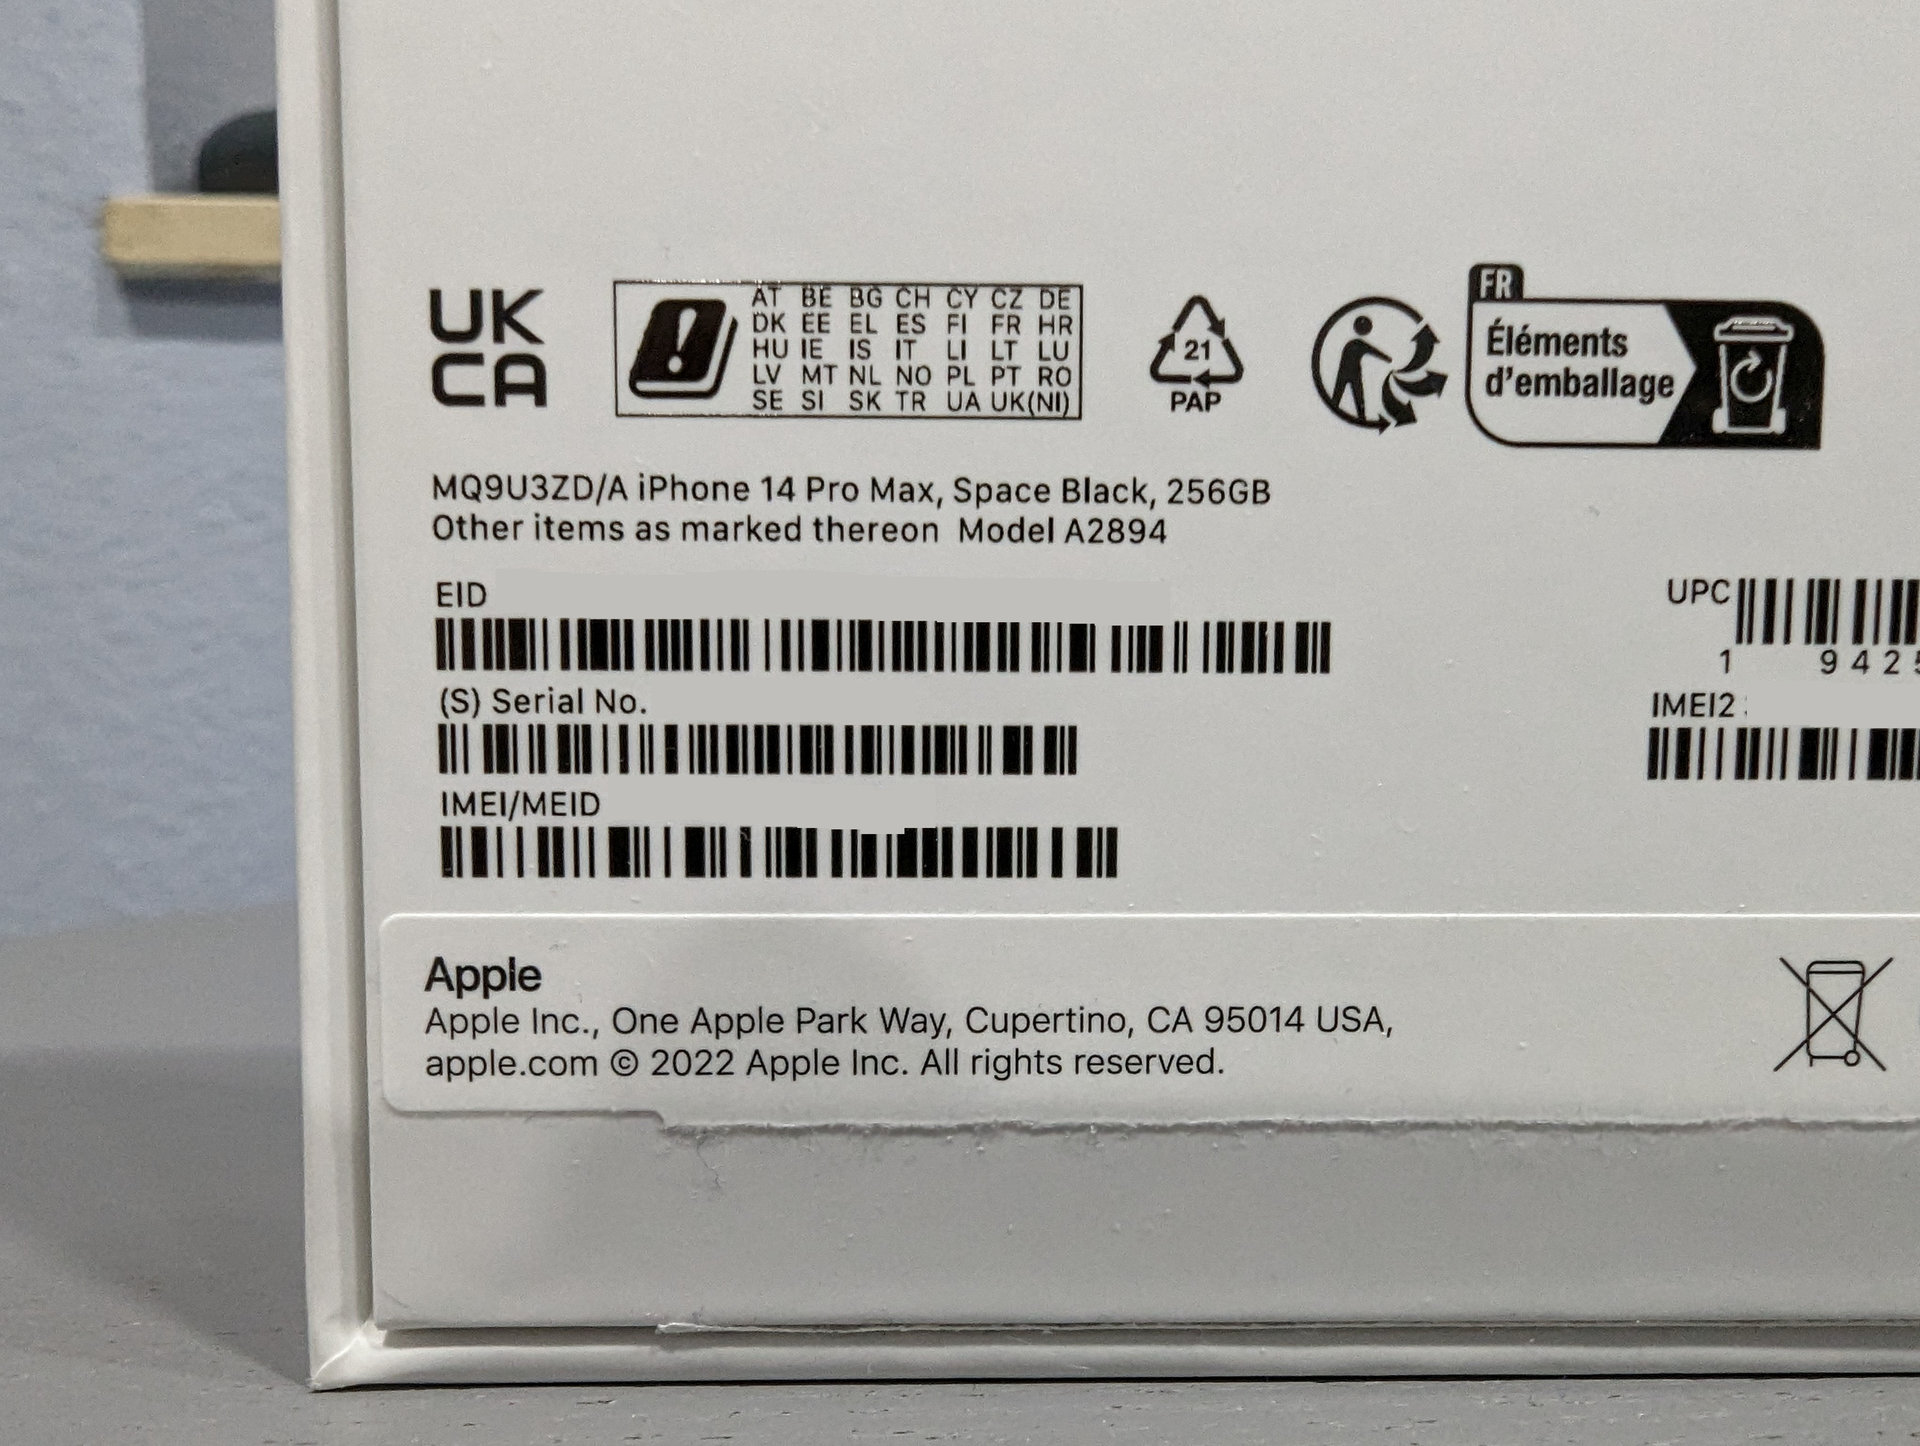 UK
CA
AT BE BG CH CY CZ DE
DK EE EL ES FI FR HR
HU IE IS IT LI LT LU
LV MT NL NO PL PT RO
SE SI SK TR UA UK(NI)
21
PAP
FR
Éléments
d'emballage
MQ9U3ZD/A iPhone 14 Pro Max, Space Black, 256GB
Other items as marked thereon Model A2894
EID
UPC
1 942
(S) Serial No.
IMEI2
IMEI/MEID
Apple
Apple Inc., One Apple Park Way, Cupertino, CA 95014 USA,
apple.com © 2022 Apple Inc. All rights reserved.